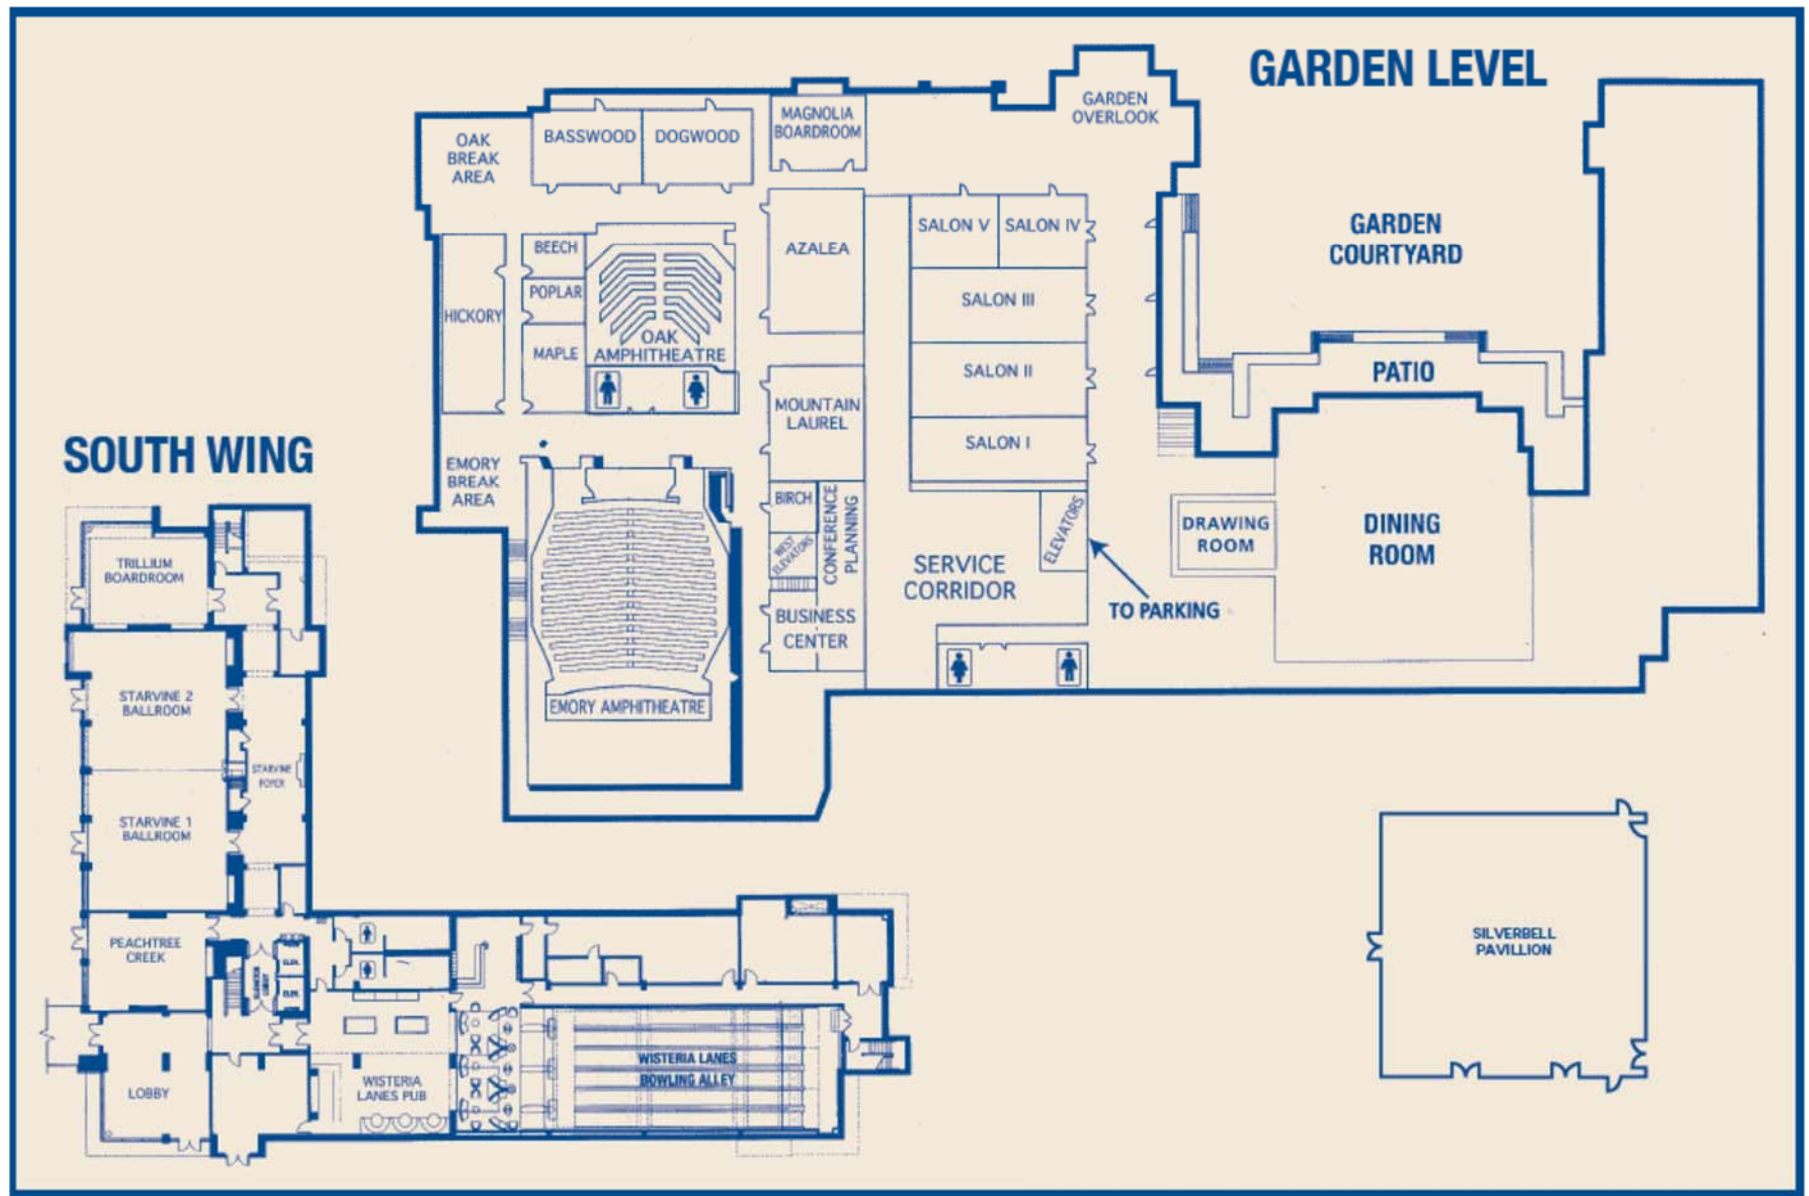 GARDEN LEVEL
GARDEN
OVERLOOK
MAGNOLIA
BOARDROOM
OAK
BREAK
AREA
BASSWOOD
DOGWOOD
SALON V
SALON IV
GARDEN
COURTYARD
BEECH
AZALEA
POPLAR
SALON III
HICKORY
OAK
AMPHITHEATRE
MAPLE
SALON II
PATIO
MOUNTAIN
LAUREL
SALON I
EMORY
BREAK
AREA
BIRCH
CONFERENCE
PLANNING
WEST
ELEVATORS
ELEVATORS
DRAWING
ROOM
DINING
ROOM
SERVICE
CORRIDOR
TO PARKING
BUSINESS
CENTER
EMORY AMPHITHEATRE
SOUTH WING
TRILLIUM
BOARDROOM
STARVINE 2
BALLROOM
STARVINE
FOYER
STARVINE 1
BALLROOM
PEACHTREE
CREEK
ELEVATOR
LOBBY
ELEV.
ELEV.
LOBBY
WISTERIA
LANES PUB
WISTERIA LANES
BOWLING ALLEY
SILVERBELL
PAVILLION